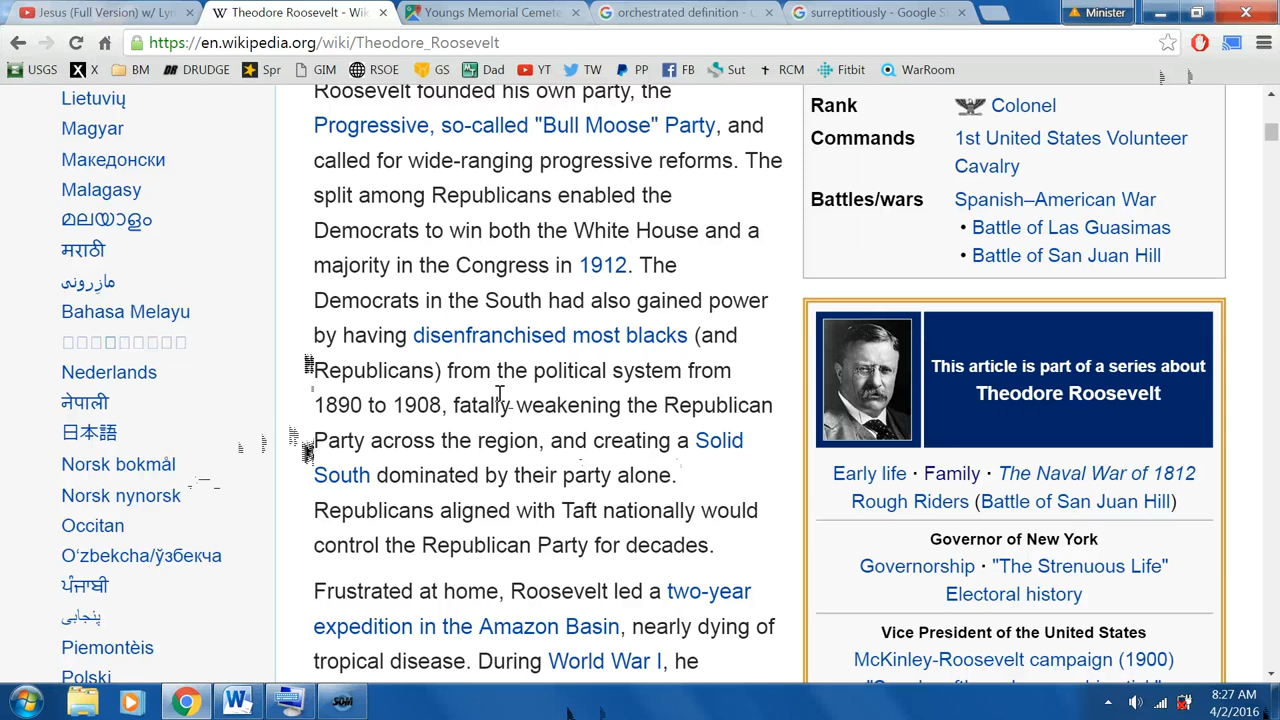 Jesus (Full Version) w/ Lyr
Theodore Roosevelt - Wik
Youngs Memorial Cemete
orchestrated definition - G
surreptitiously - Google S
Minister
https://en.wikipedia.org/wiki/Theodore_Roosevelt
USGS X BM DRUDGE Spr GIM RSOE GS Dad YT TW PP FB Sut RCM Fitbit WarRoom
Lietuvių
Magyar
Македонски
Malagasy
മലയാളം
मराठी
مازِرونی
Bahasa Melayu
Nederlands
नेपाली
日本語
Norsk bokmål
Norsk nynorsk
Occitan
Oʻzbekcha/ўзбекча
ਪੰਜਾਬੀ
پنجابی
Piemontèis
Polski
Roosevelt founded his own party, the
Progressive, so-called "Bull Moose" Party, and
called for wide-ranging progressive reforms. The
split among Republicans enabled the
Democrats to win both the White House and a
majority in the Congress in 1912. The
Democrats in the South had also gained power
by having disenfranchised most blacks (and
Republicans) from the political system from
1890 to 1908, fatally weakening the Republican
Party across the region, and creating a Solid
South dominated by their party alone.
Republicans aligned with Taft nationally would
control the Republican Party for decades.
Frustrated at home, Roosevelt led a two-year
expedition in the Amazon Basin, nearly dying of
tropical disease. During World War I, he
Rank Colonel
Commands 1st United States Volunteer
Cavalry
Battles/wars Spanish–American War
• Battle of Las Guasimas
• Battle of San Juan Hill
This article is part of a series about
Theodore Roosevelt
Early life · Family · The Naval War of 1812
Rough Riders (Battle of San Juan Hill)
Governor of New York
Governorship · "The Strenuous Life"
Electoral history
Vice President of the United States
McKinley-Roosevelt campaign (1900)
8:27 AM
4/2/2016